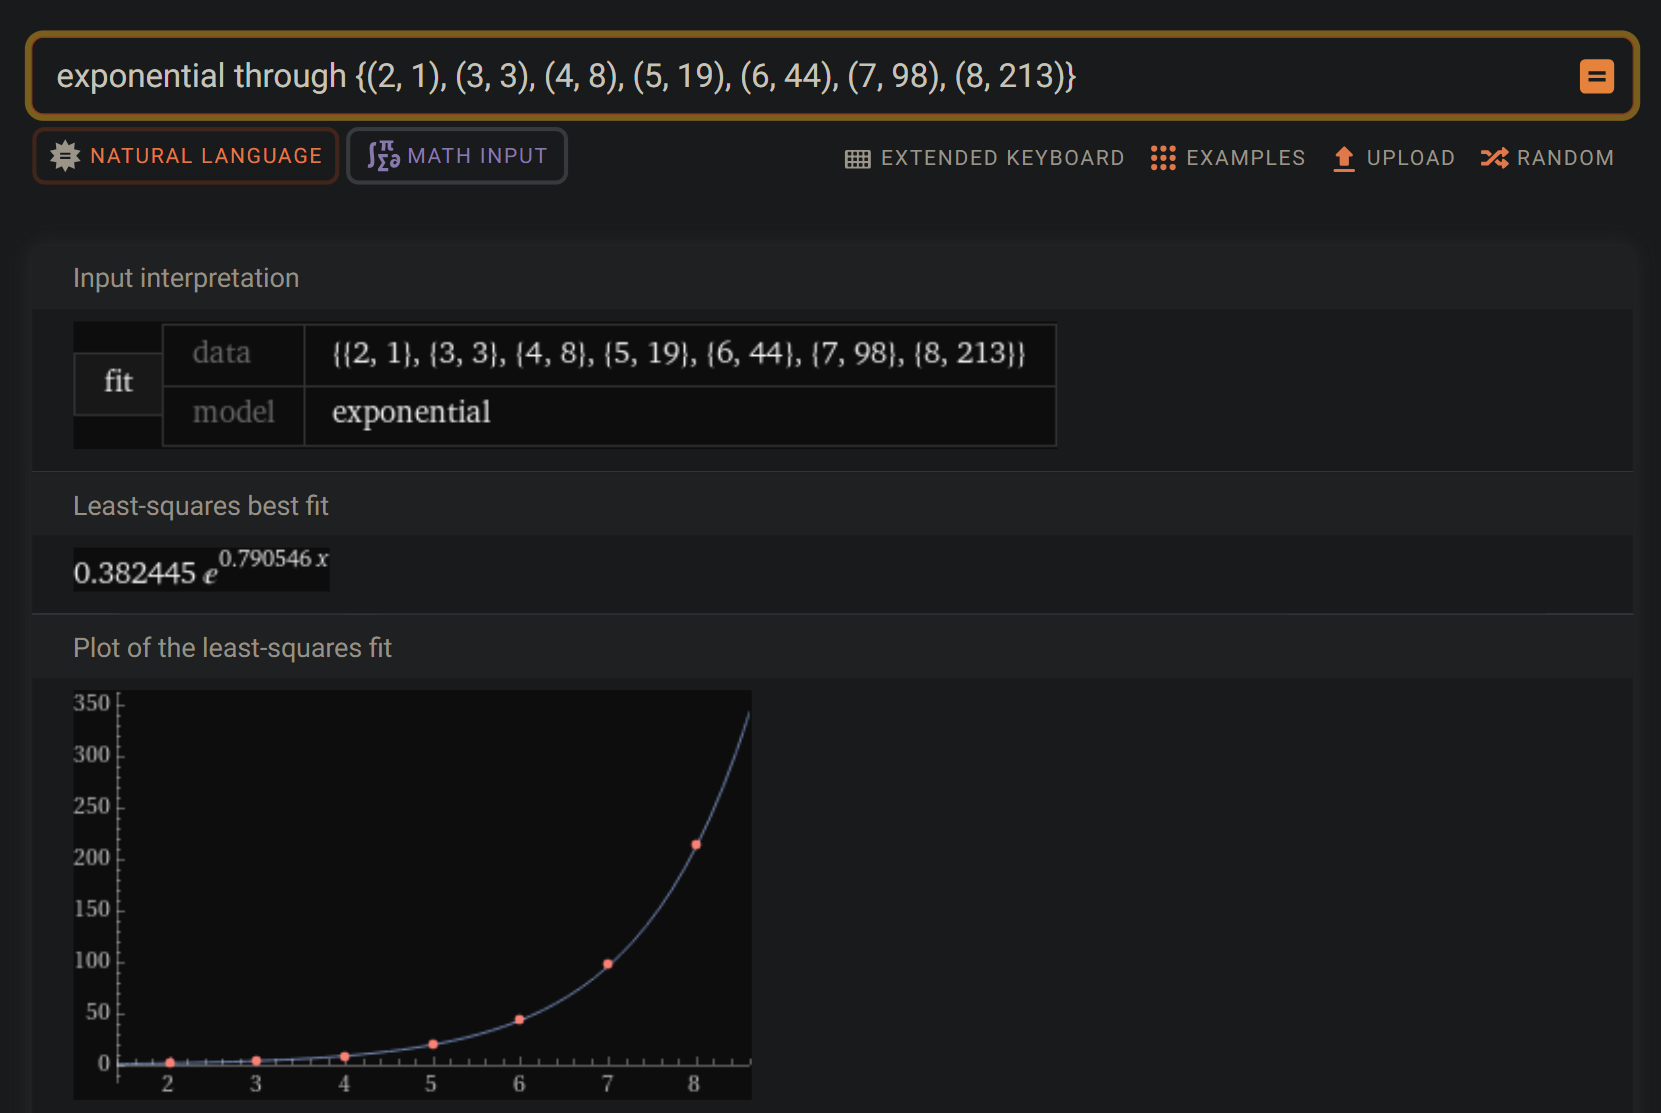 exponential through {(2, 1), (3, 3), (4, 8), (5, 19), (6, 44), (7, 98), (8, 213)}
=
NATURAL LANGUAGE
∫π Σ∂ MATH INPUT
EXTENDED KEYBOARD
EXAMPLES
UPLOAD
RANDOM
Input interpretation
fit
data
{{2, 1}, {3, 3}, {4, 8}, {5, 19}, {6, 44}, {7, 98}, {8, 213}}
model
exponential
Least-squares best fit
0.382445 e^0.790546 x
Plot of the least-squares fit
350
300
250
200
150
100
50
0
2 3 4 5 6 7 8